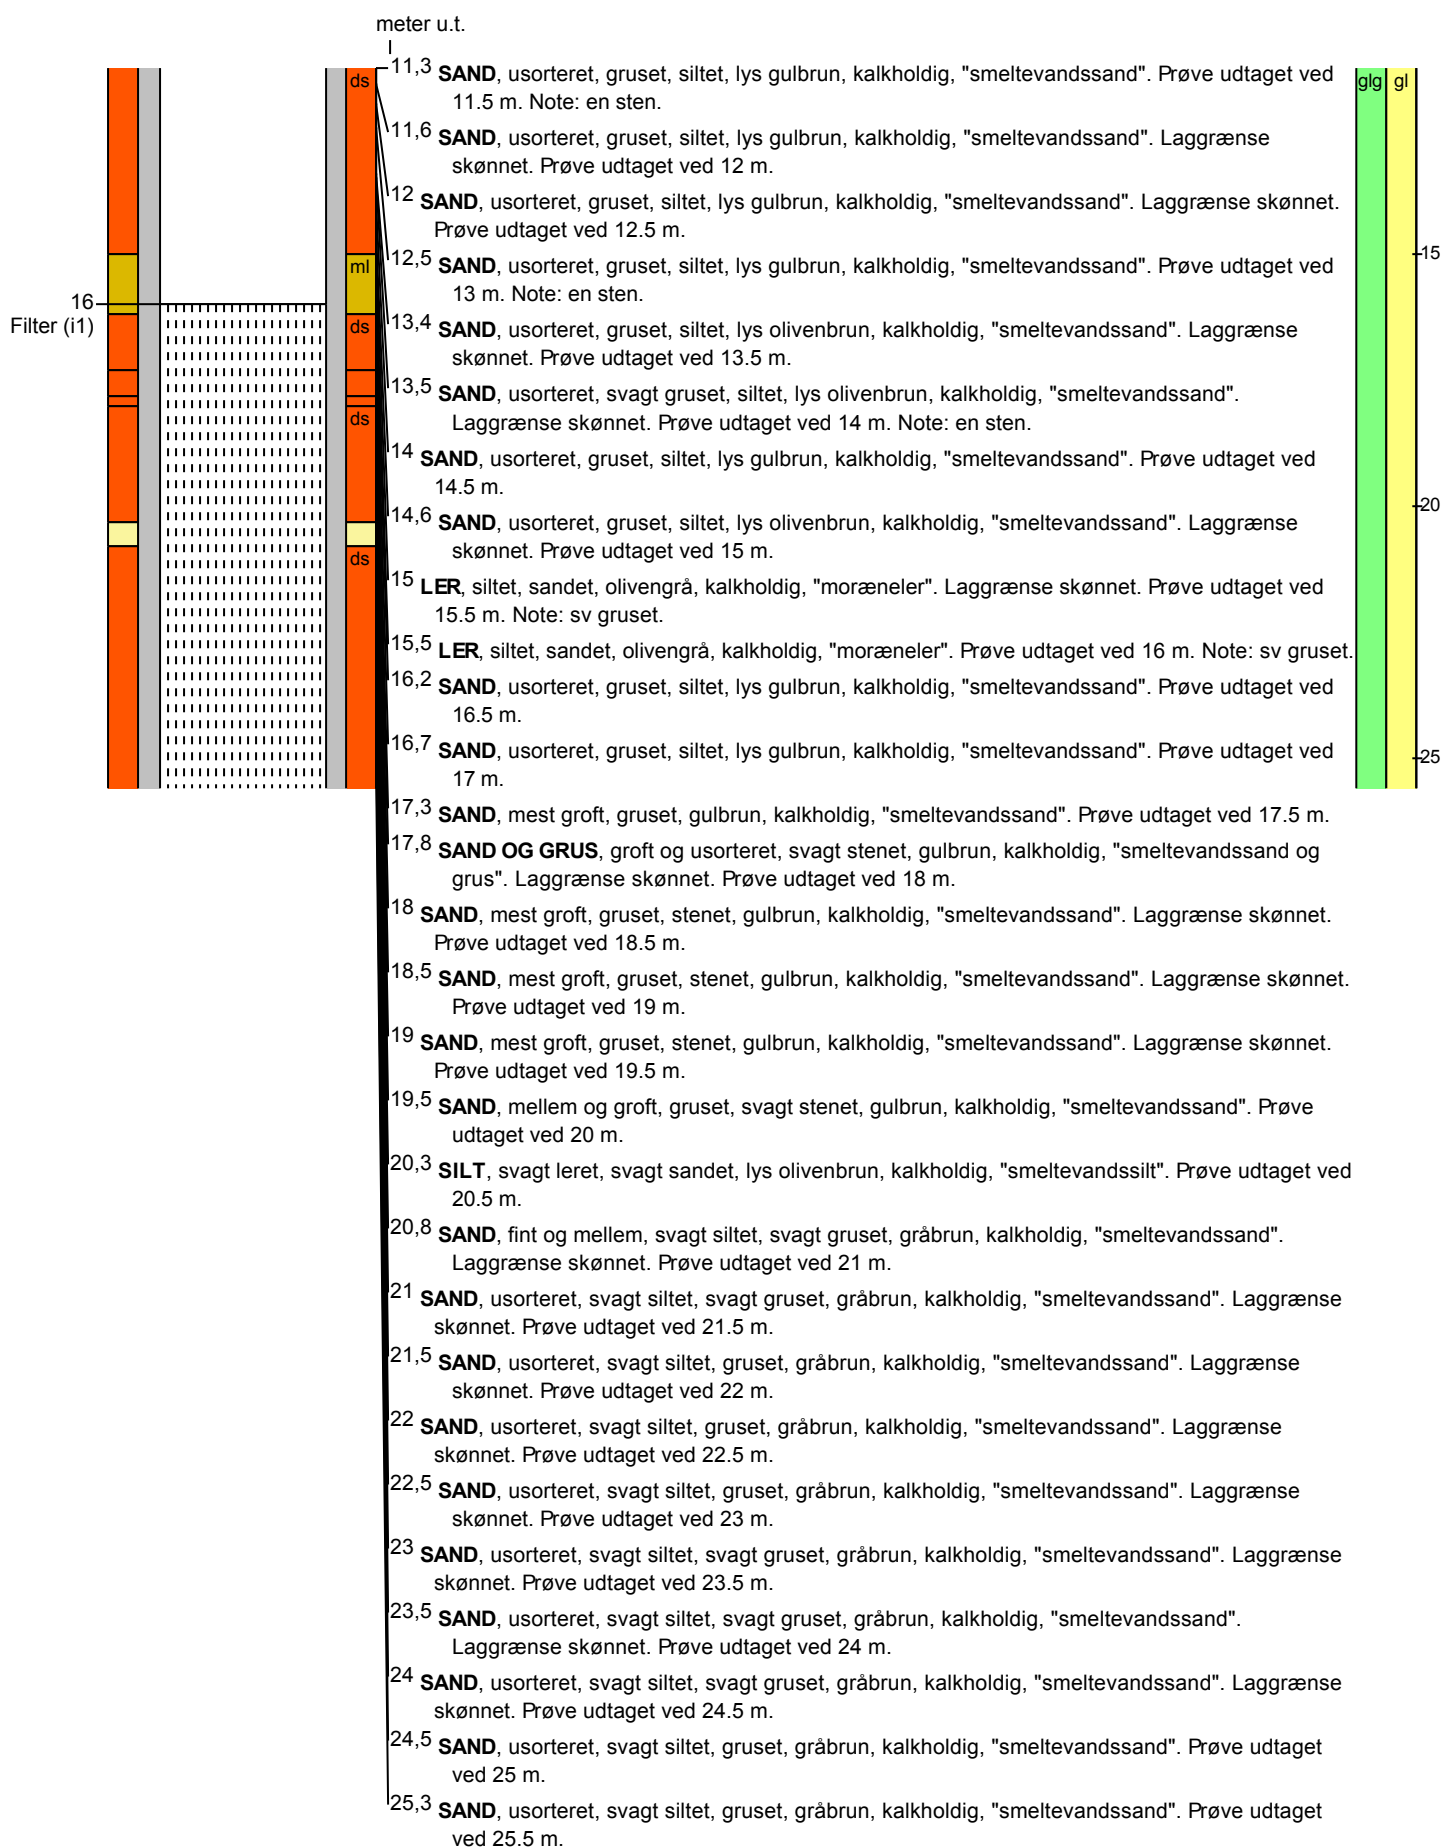 meter u.t.
11,3 SAND, usorteret, gruset, siltet, lys gulbrun, kalkholdig, "smeltevandssand". Prøve udtaget ved
11.5 m. Note: en sten.
11,6 SAND, usorteret, gruset, siltet, lys gulbrun, kalkholdig, "smeltevandssand". Laggrænse
skønnet. Prøve udtaget ved 12 m.
12 SAND, usorteret, gruset, siltet, lys gulbrun, kalkholdig, "smeltevandssand". Laggrænse skønnet.
Prøve udtaget ved 12.5 m.
12,5 SAND, usorteret, gruset, siltet, lys gulbrun, kalkholdig, "smeltevandssand". Prøve udtaget ved
13 m. Note: en sten.
13,4 SAND, usorteret, gruset, siltet, lys olivenbrun, kalkholdig, "smeltevandssand". Laggrænse
skønnet. Prøve udtaget ved 13.5 m.
13,5 SAND, usorteret, svagt gruset, siltet, lys olivenbrun, kalkholdig, "smeltevandssand".
Laggrænse skønnet. Prøve udtaget ved 14 m. Note: en sten.
14 SAND, usorteret, gruset, siltet, lys gulbrun, kalkholdig, "smeltevandssand". Prøve udtaget ved
14.5 m.
14,6 SAND, usorteret, gruset, siltet, lys olivenbrun, kalkholdig, "smeltevandssand". Laggrænse
skønnet. Prøve udtaget ved 15 m.
15 LER, siltet, sandet, olivengrå, kalkholdig, "moræneler". Laggrænse skønnet. Prøve udtaget ved
15.5 m. Note: sv gruset.
15,5 LER, siltet, sandet, olivengrå, kalkholdig, "moræneler". Prøve udtaget ved 16 m. Note: sv gruset.
16,2 SAND, usorteret, gruset, siltet, lys gulbrun, kalkholdig, "smeltevandssand". Prøve udtaget ved
16.5 m.
16,7 SAND, usorteret, gruset, siltet, lys gulbrun, kalkholdig, "smeltevandssand". Prøve udtaget ved
17 m.
17,3 SAND, mest groft, gruset, gulbrun, kalkholdig, "smeltevandssand". Prøve udtaget ved 17.5 m.
17,8 SAND OG GRUS, groft og usorteret, svagt stenet, gulbrun, kalkholdig, "smeltevandssand og
grus". Laggrænse skønnet. Prøve udtaget ved 18 m.
18 SAND, mest groft, gruset, stenet, gulbrun, kalkholdig, "smeltevandssand". Laggrænse skønnet.
Prøve udtaget ved 18.5 m.
18,5 SAND, mest groft, gruset, stenet, gulbrun, kalkholdig, "smeltevandssand". Laggrænse skønnet.
Prøve udtaget ved 19 m.
19 SAND, mest groft, gruset, stenet, gulbrun, kalkholdig, "smeltevandssand". Laggrænse skønnet.
Prøve udtaget ved 19.5 m.
19,5 SAND, mellem og groft, gruset, svagt stenet, gulbrun, kalkholdig, "smeltevandssand". Prøve
udtaget ved 20 m.
20,3 SILT, svagt leret, svagt sandet, lys olivenbrun, kalkholdig, "smeltevandssilt". Prøve udtaget ved
20.5 m.
20,8 SAND, fint og mellem, svagt siltet, svagt gruset, gråbrun, kalkholdig, "smeltevandssand".
Laggrænse skønnet. Prøve udtaget ved 21 m.
21 SAND, usorteret, svagt siltet, svagt gruset, gråbrun, kalkholdig, "smeltevandssand". Laggrænse
skønnet. Prøve udtaget ved 21.5 m.
21,5 SAND, usorteret, svagt siltet, gruset, gråbrun, kalkholdig, "smeltevandssand". Laggrænse
skønnet. Prøve udtaget ved 22 m.
22 SAND, usorteret, svagt siltet, gruset, gråbrun, kalkholdig, "smeltevandssand". Laggrænse
skønnet. Prøve udtaget ved 22.5 m.
22,5 SAND, usorteret, svagt siltet, gruset, gråbrun, kalkholdig, "smeltevandssand". Laggrænse
skønnet. Prøve udtaget ved 23 m.
23 SAND, usorteret, svagt siltet, svagt gruset, gråbrun, kalkholdig, "smeltevandssand". Laggrænse
skønnet. Prøve udtaget ved 23.5 m.
23,5 SAND, usorteret, svagt siltet, svagt gruset, gråbrun, kalkholdig, "smeltevandssand".
Laggrænse skønnet. Prøve udtaget ved 24 m.
24 SAND, usorteret, svagt siltet, svagt gruset, gråbrun, kalkholdig, "smeltevandssand". Laggrænse
skønnet. Prøve udtaget ved 24.5 m.
24,5 SAND, usorteret, svagt siltet, gruset, gråbrun, kalkholdig, "smeltevandssand". Prøve udtaget
ved 25 m.
25,3 SAND, usorteret, svagt siltet, gruset, gråbrun, kalkholdig, "smeltevandssand". Prøve udtaget
ved 25.5 m.
ds
ml
ds
ds
ds
16
Filter (i1)
glg gl
15
20
25